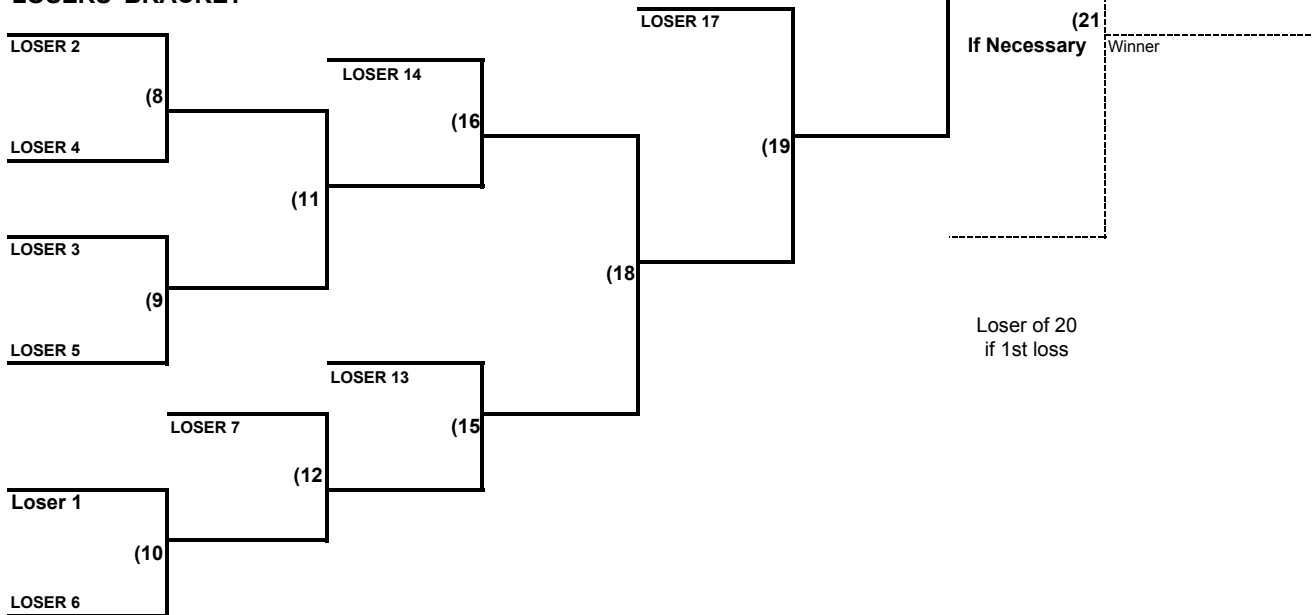 LOSERS' BRACKET
LOSER 17
(21
If Necessary
Winner
LOSER 2
LOSER 14
(8
(16
LOSER 4
(19
(11
LOSER 3
(18
(9
Loser of 20
if 1st loss
LOSER 5
LOSER 13
LOSER 7
(15
(12
Loser 1
(10
LOSER 6